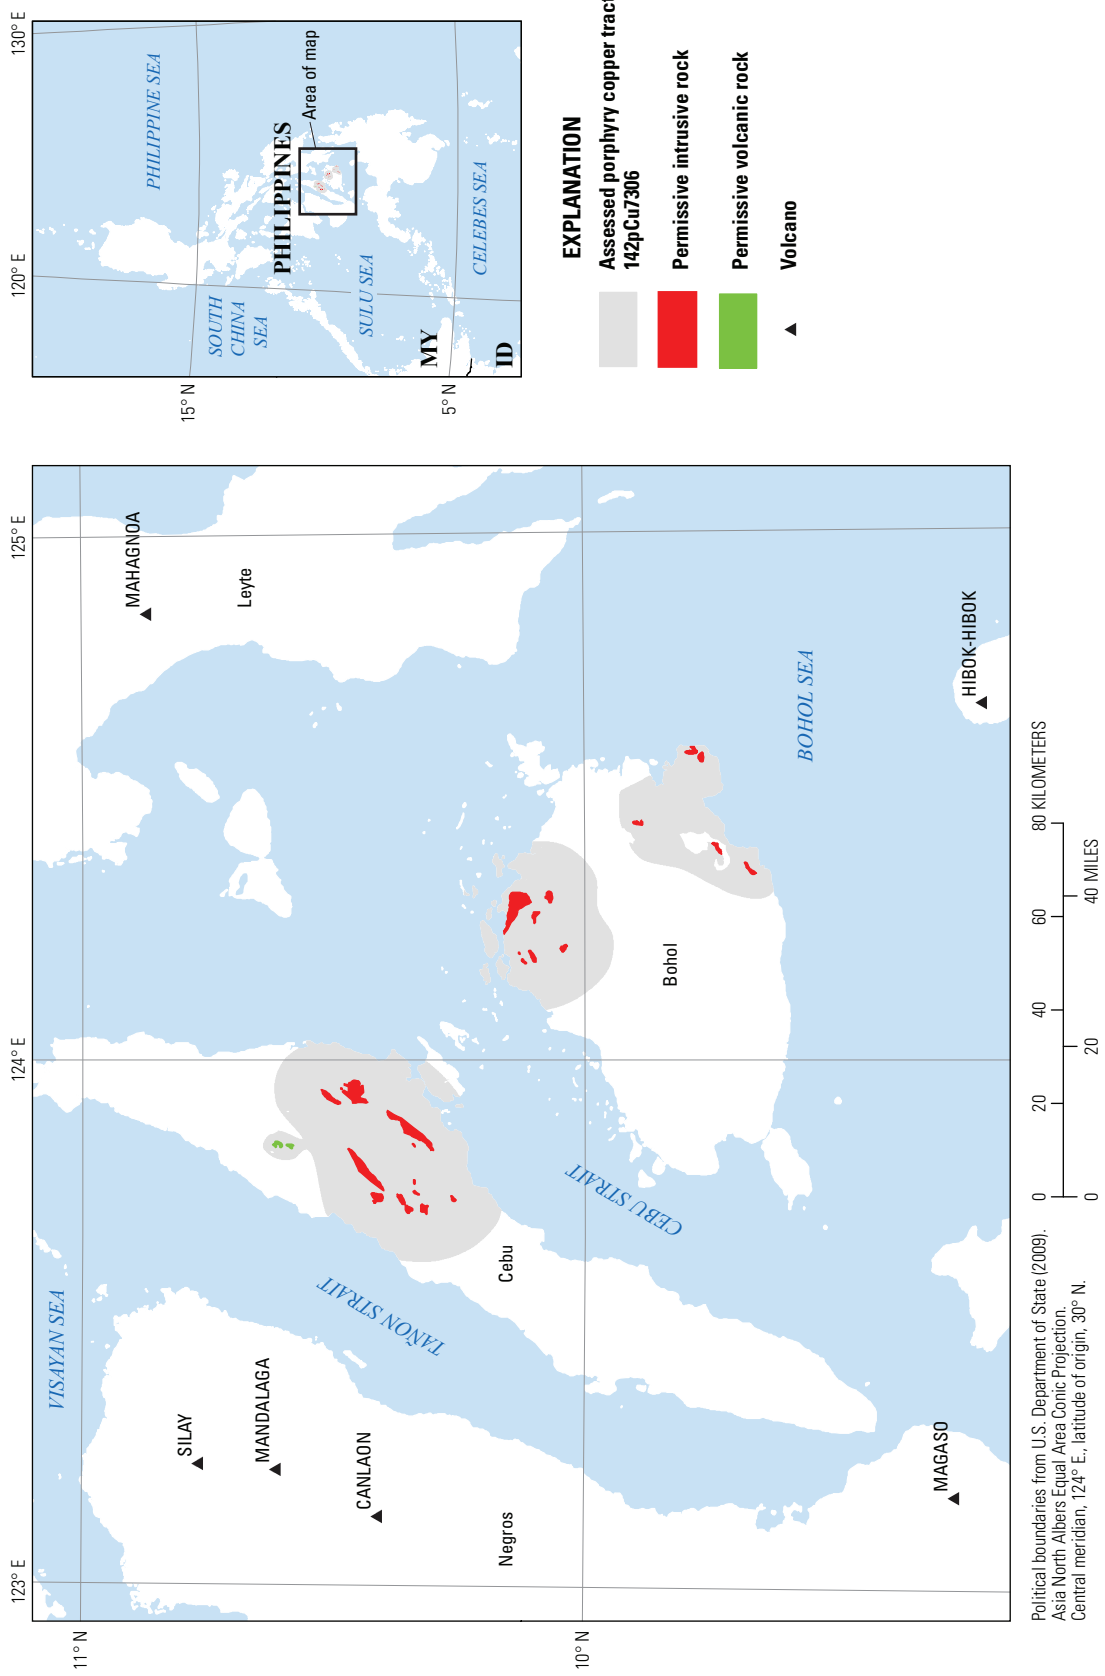 11° N
10° N
123° E
124° E
125° E
VISAYAN SEA
SILAY
MANDALAGA
CANLAON
Negros
MAGASO
TAÑON STRAIT
Cebu
CEBU STRAIT
Bohol
BOHOL SEA
MAHAGNOA
Leyte
HIBOK-HIBOK
Political boundaries from U.S. Department of State (2009).
Asia North Albers Equal Area Conic Projection.
Central meridian, 124° E., latitude of origin, 30° N.
0 20 40 60 80 KILOMETERS
0 20 40 MILES
120° E
130° E
15° N
5° N
PHILIPPINE SEA
PHILIPPINES
Area of map
SOUTH
CHINA
SEA
SULU SEA
CELEBES SEA
MY
ID
EXPLANATION
Assessed porphyry copper tract
142pCu7306
Permissive intrusive rock
Permissive volcanic rock
Volcano